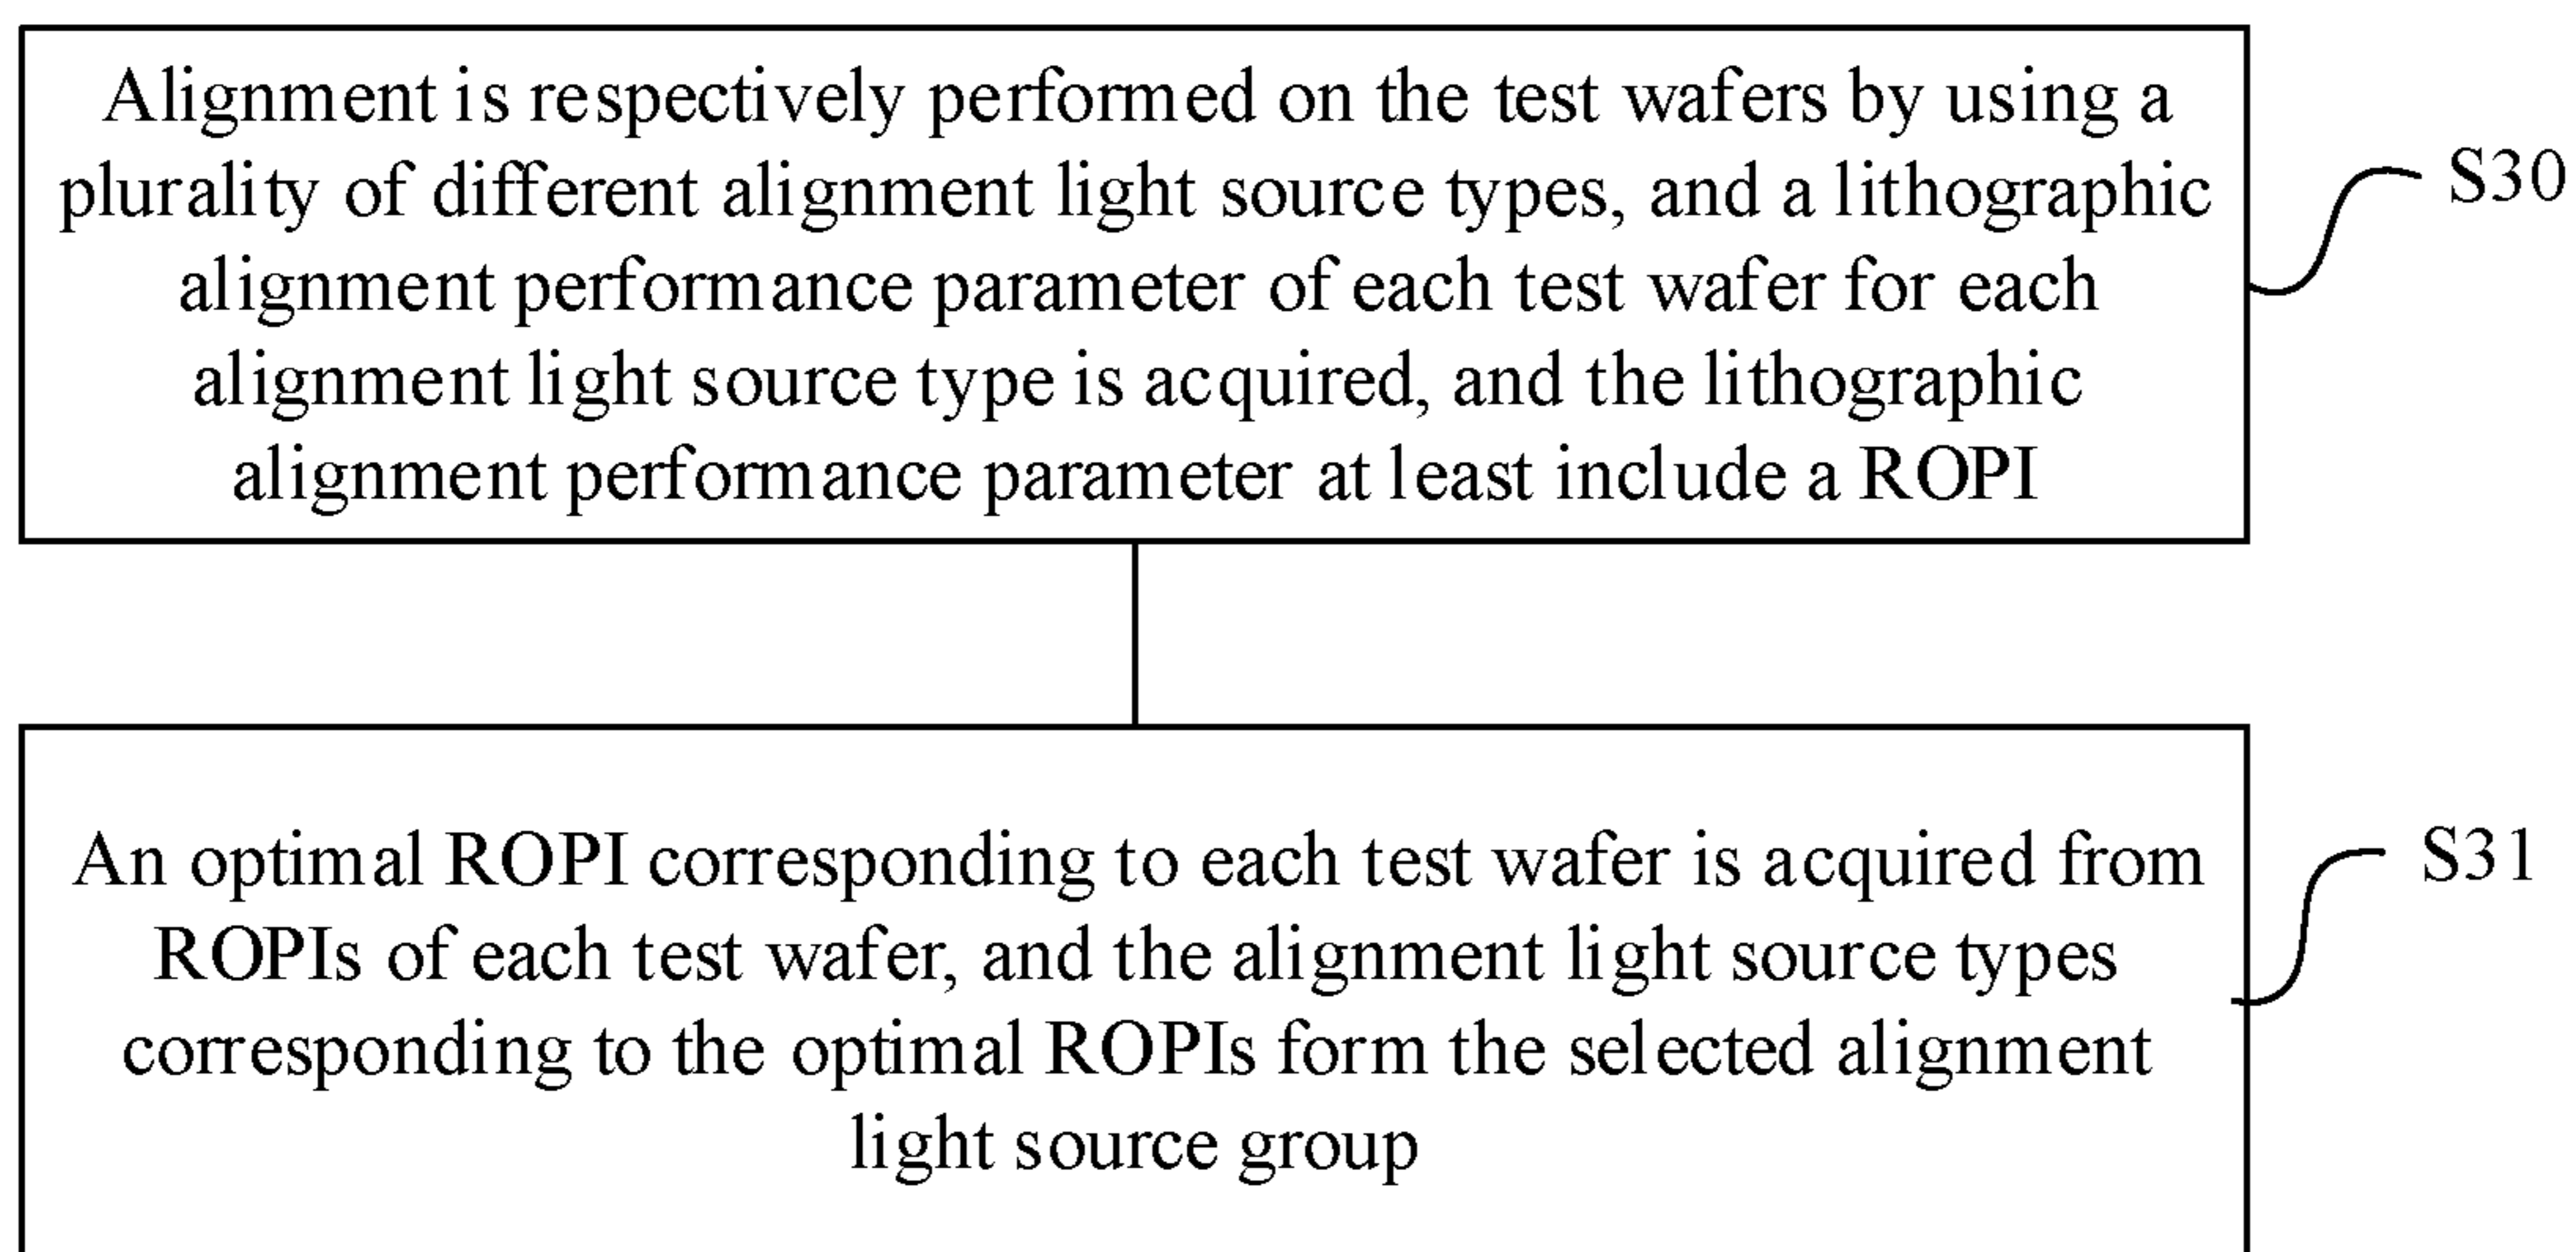 Alignment is respectively performed on the test wafers by using a
plurality of different alignment light source types, and a lithographic
alignment performance parameter of each test wafer for each
alignment light source type is acquired, and the lithographic
alignment performance parameter at least include a ROPI
S30
An optimal ROPI corresponding to each test wafer is acquired from
ROPIs of each test wafer, and the alignment light source types
corresponding to the optimal ROPIs form the selected alignment
light source group
S31